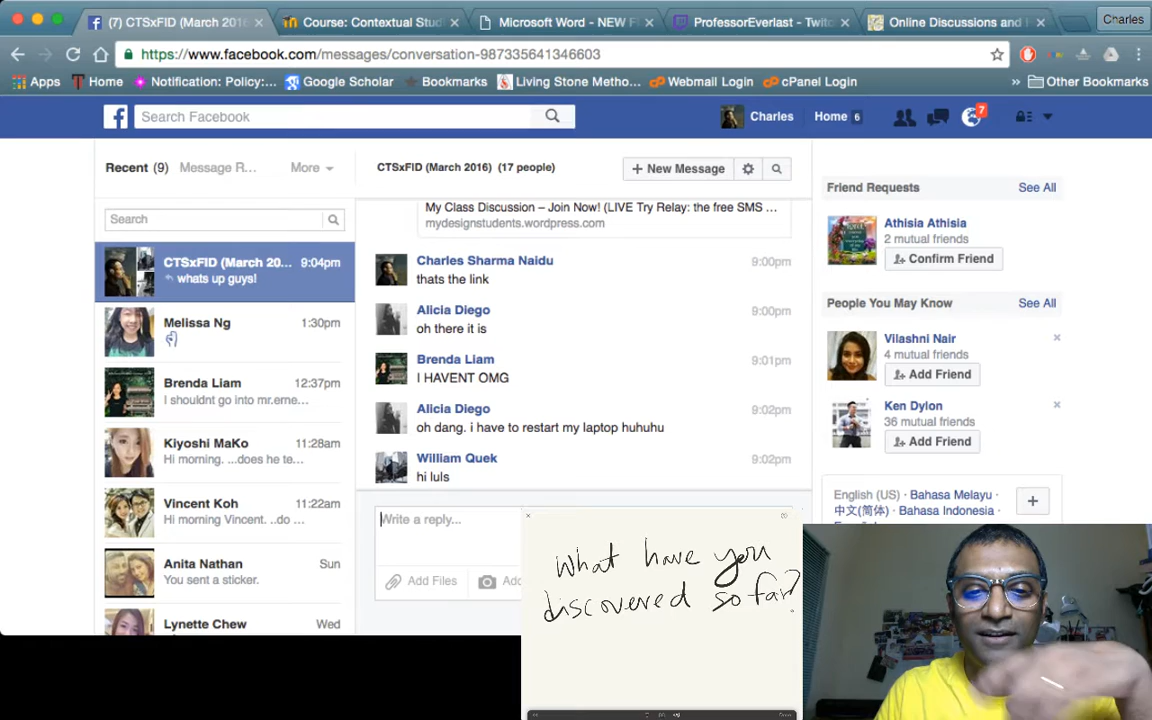 (7) CTSxFID (March 2016
Course: Contextual Stud
Microsoft Word - NEW F
ProfessorEverlast - Twitc
Online Discussions and
Charles
https://www.facebook.com/messages/conversation-987335641346603
Apps
Home
Notification: Policy:...
Google Scholar
Bookmarks
Living Stone Metho...
Webmail Login
cPanel Login
»
Other Bookmarks
Search Facebook
Charles
Home 6
7
Recent (9)
Message R...
More
CTSxFID (March 2016) (17 people)
+ New Message
Search
CTSxFID (March 20...
9:04pm
whats up guys!
Melissa Ng
1:30pm
Brenda Liam
12:37pm
I shouldnt go into mr.erne...
Kiyoshi MaKo
11:28am
Hi morning. ...does he te...
Vincent Koh
11:22am
Hi morning Vincent. ..do ...
Anita Nathan
Sun
You sent a sticker.
Lynette Chew
Wed
My Class Discussion – Join Now! (LIVE Try Relay: the free SMS ...
mydesignstudents.wordpress.com
Charles Sharma Naidu
9:00pm
thats the link
Alicia Diego
9:00pm
oh there it is
Brenda Liam
9:01pm
I HAVENT OMG
Alicia Diego
9:02pm
oh dang. i have to restart my laptop huhuhu
William Quek
9:02pm
hi luls
Write a reply...
Add Files
Add
What have you
discovered so far?
Friend Requests
See All
Athisia Athisia
2 mutual friends
Confirm Friend
People You May Know
See All
Vilashni Nair
4 mutual friends
Add Friend
Ken Dylon
36 mutual friends
Add Friend
English (US) · Bahasa Melayu ·
中文(简体) · Bahasa Indonesia ·